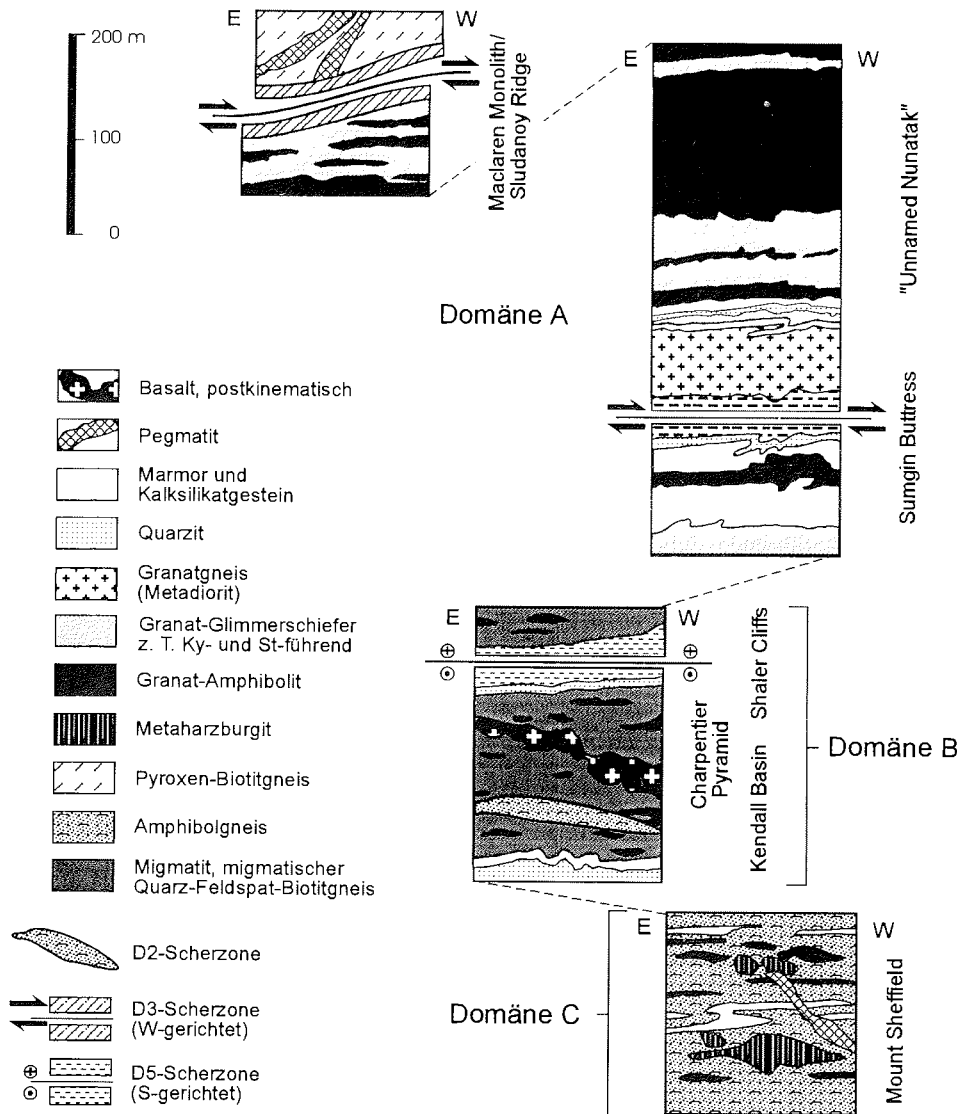 200 m
100
0
E
W
Maclaren Monolith/
Sludanoy Ridge
E
W
"Unnamed Nunatak"
Sumgin Buttress
Domäne A
Basalt, postkinematisch
Pegmatit
Marmor und
Kalksilikatgestein
Quarzit
Granatgneis
(Metadiorit)
Granat-Glimmerschiefer
z. T. Ky- und St-führend
Granat-Amphibolit
Metaharzburgit
Pyroxen-Biotitgneis
Amphibolgneis
Migmatit, migmatischer
Quarz-Feldspat-Biotitgneis
D2-Scherzone
D3-Scherzone
(W-gerichtet)
D5-Scherzone
(S-gerichtet)
E
W
Charpentier
Pyramid
Kendall Basin
Shaler Cliffs
Domäne B
E
W
Domäne C
Mount Sheffield